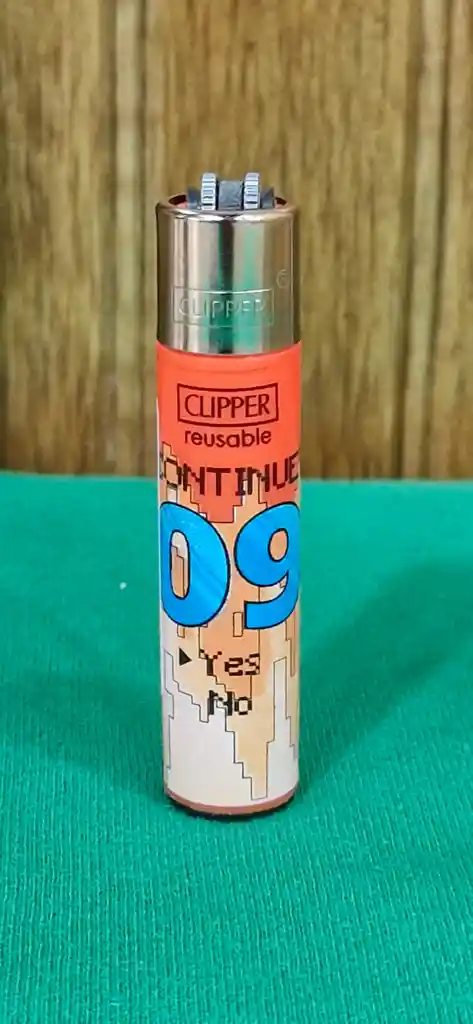 CLIPPER
CLIPPER
reusable
CONTINUE
09
►Yes
No